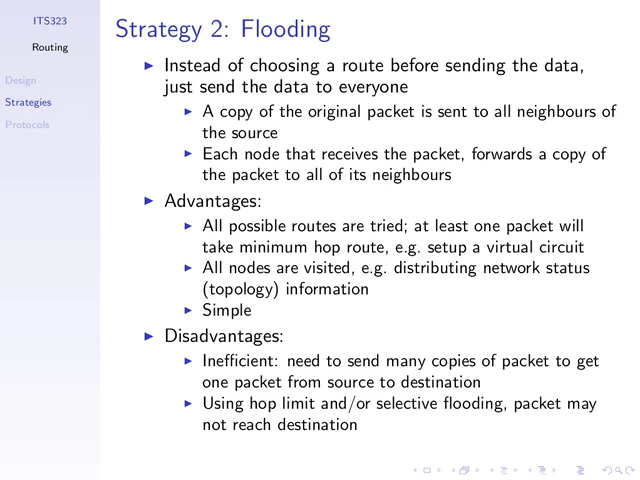 ITS323
Routing
Design
Strategies
Protocols
Strategy 2: Flooding
Instead of choosing a route before sending the data,
just send the data to everyone
A copy of the original packet is sent to all neighbours of
the source
Each node that receives the packet, forwards a copy of
the packet to all of its neighbours
Advantages:
All possible routes are tried; at least one packet will
take minimum hop route, e.g. setup a virtual circuit
All nodes are visited, e.g. distributing network status
(topology) information
Simple
Disadvantages:
Inefficient: need to send many copies of packet to get
one packet from source to destination
Using hop limit and/or selective flooding, packet may
not reach destination